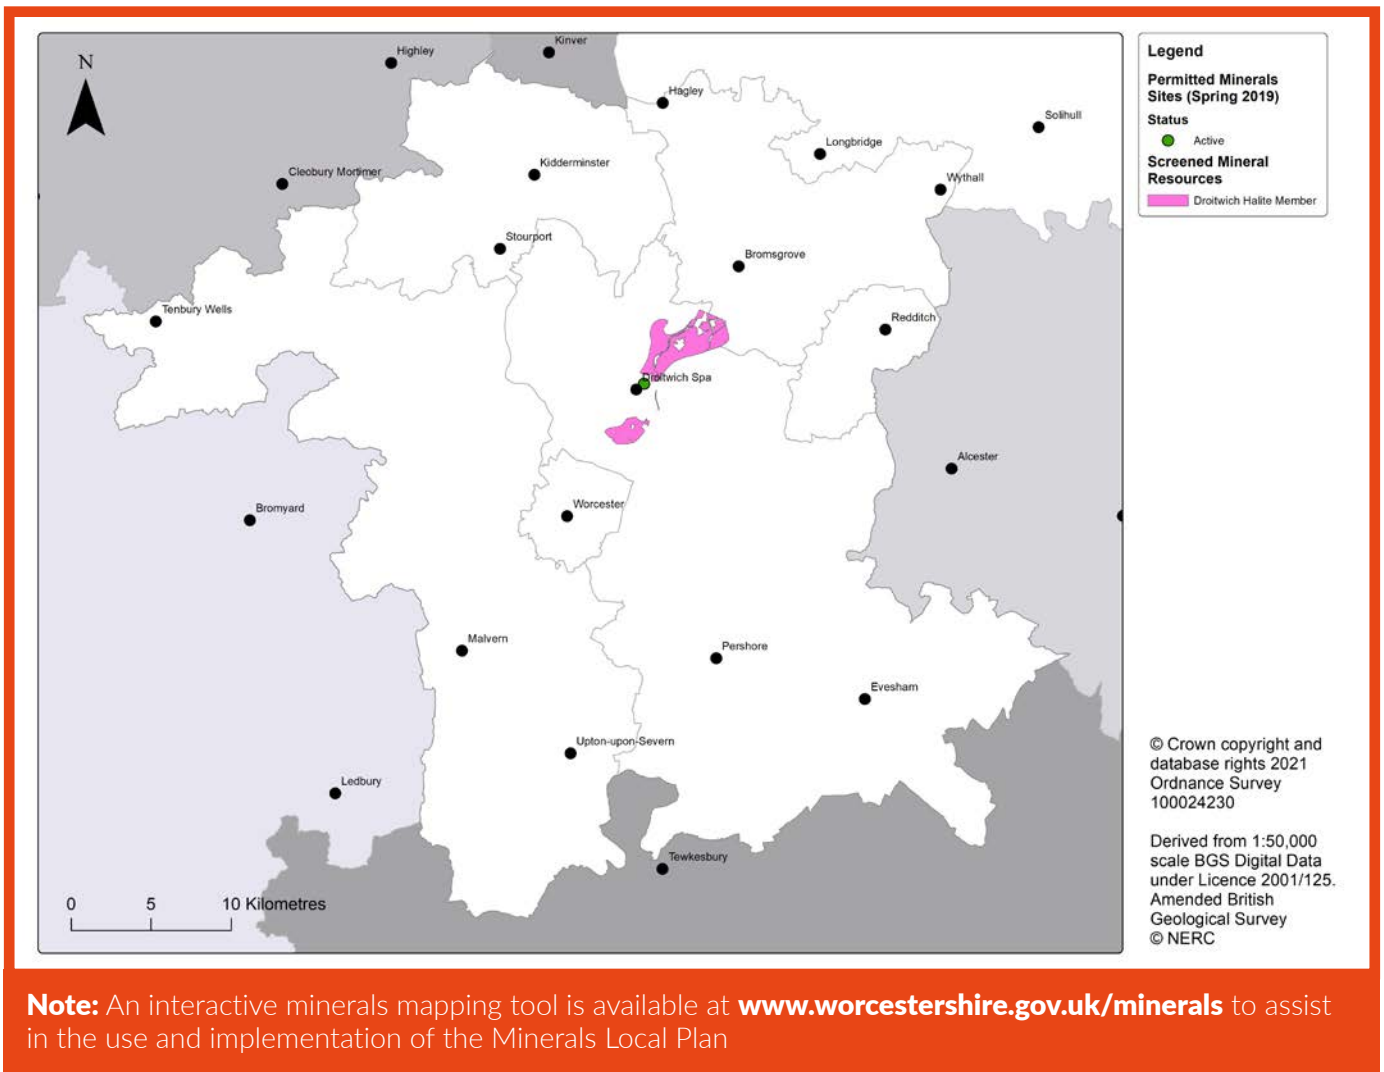 N
Highley
Kinver
Hagley
Solihull
Longbridge
Kidderminster
Cleobury Mortimer
Wythall
Stourport
Bromsgrove
Tenbury Wells
Redditch
Droitwich Spa
Alcester
Bromyard
Worcester
Malvern
Pershore
Evesham
Upton-upon-Severn
Ledbury
Tewkesbury
0 5 10 Kilometres
Legend
Permitted Minerals
Sites (Spring 2019)
Status
Active
Screened Mineral
Resources
Droitwich Halite Member
© Crown copyright and
database rights 2021
Ordnance Survey
100024230
Derived from 1:50,000
scale BGS Digital Data
under Licence 2001/125.
Amended British
Geological Survey
© NERC
Note: An interactive minerals mapping tool is available at www.worcestershire.gov.uk/minerals to assist
in the use and implementation of the Minerals Local Plan